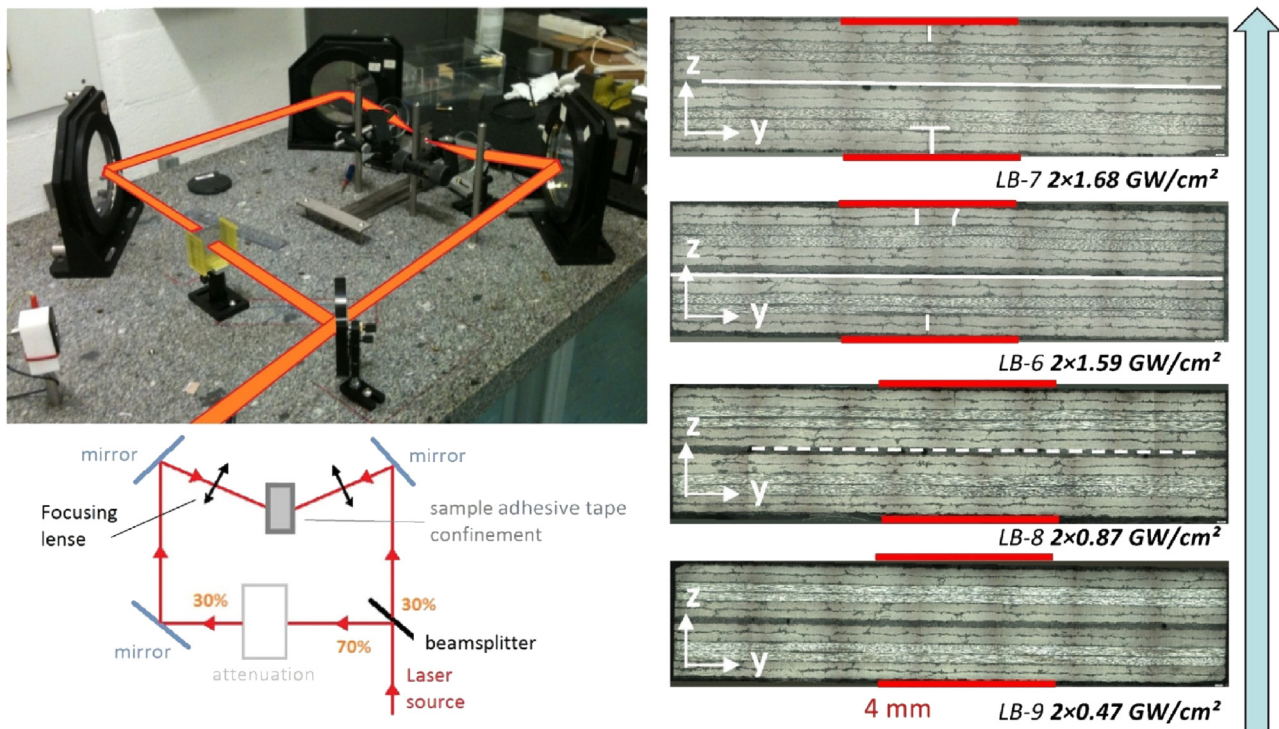 z
y
LB-7 2×1.68 GW/cm²
z
y
LB-6 2×1.59 GW/cm²
z
y
LB-8 2×0.87 GW/cm²
z
y
4 mm
LB-9 2×0.47 GW/cm²
mirror
mirror
Focusing
lense
sample adhesive tape
confinement
30%
30%
70%
beamsplitter
mirror
attenuation
Laser
source